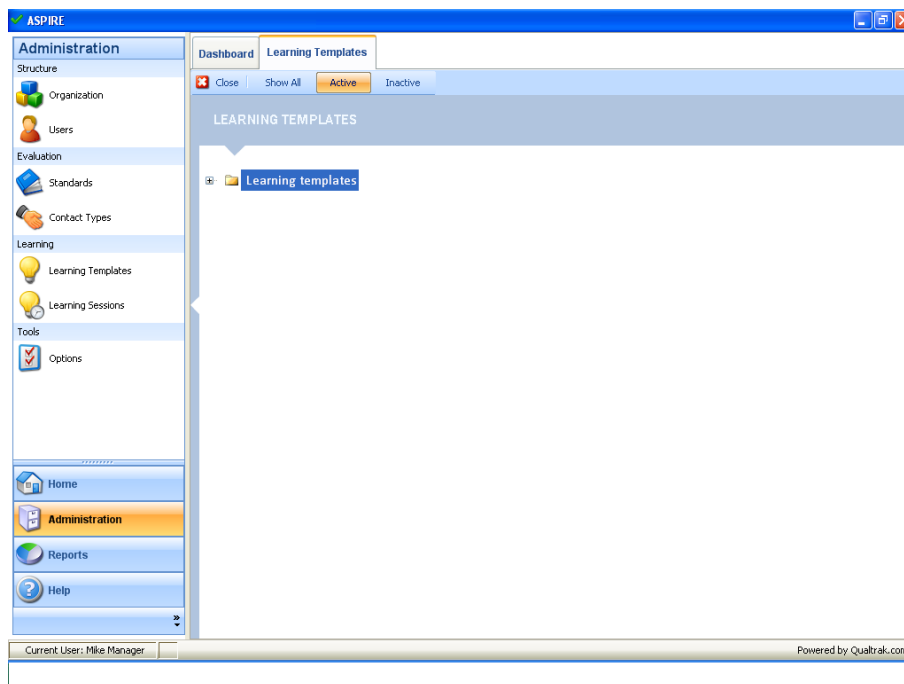 ASPIRE
Administration
Structure
Organization
Users
Evaluation
Standards
Contact Types
Learning
Learning Templates
Learning Sessions
Tools
Options
Home
Administration
Reports
Help
Dashboard Learning Templates
Close Show All Active Inactive
LEARNING TEMPLATES
Learning templates
Current User: Mike Manager
Powered by Qualtrak.com